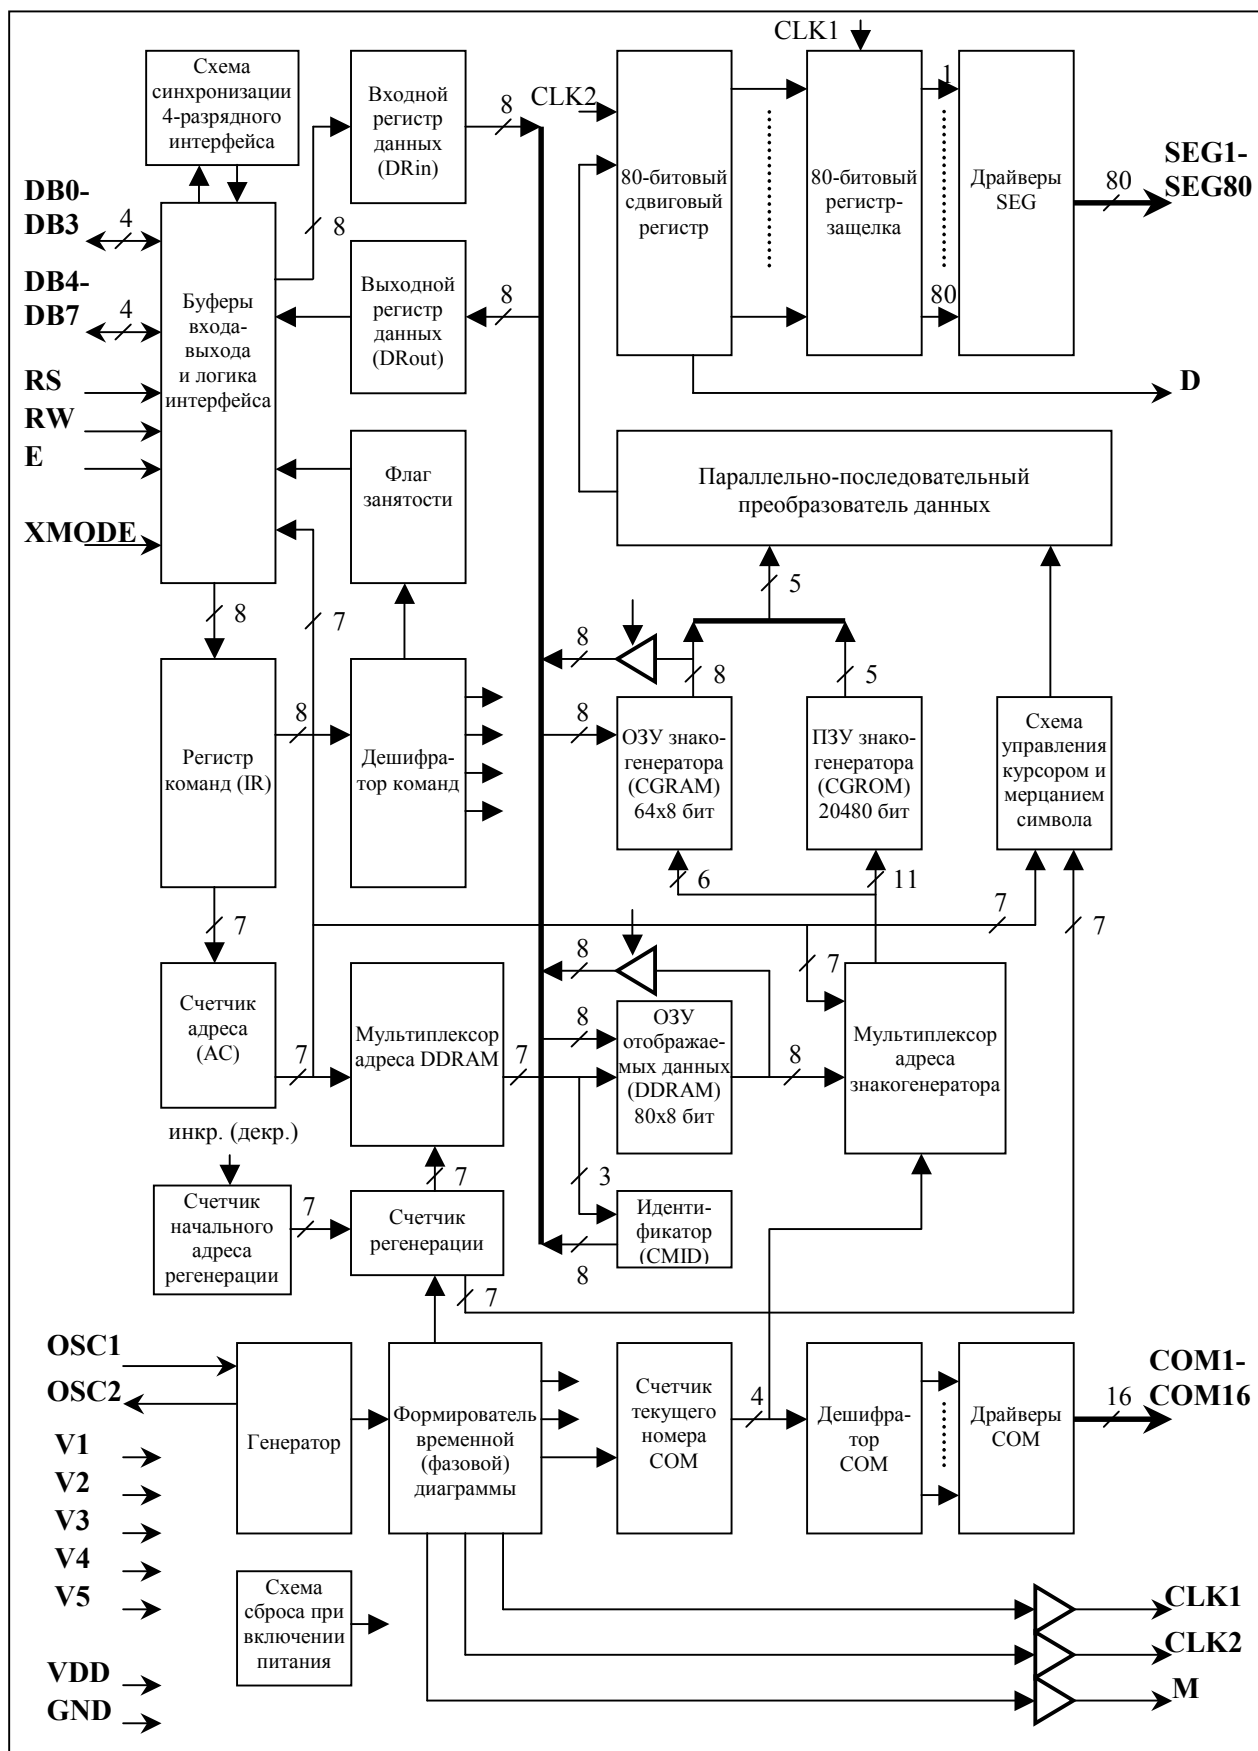 CLK1
Схема
синхронизации
4-разрядного
интерфейса
Входной
регистр
данных
(DRin)
8
CLK2
80-битовый
сдвиговый
регистр
80-битовый
регистр-
защелка
1
80
Драйверы
SEG
80
SEG1-
SEG80
D
DB0-
DB3
4
DB4-
DB7
4
RS
RW
E
XMODE
Буферы
входа-
выхода
и логика
интерфейса
8
Выходной
регистр
данных
(DRout)
8
Флаг
занятости
Параллельно-последовательный
преобразователь данных
8
7
5
8
8
5
Регистр
команд (IR)
8
Дешифра-
тор команд
8
ОЗУ знако-
генератора
(CGRAM)
64x8 бит
ПЗУ знако-
генератора
(CGROM)
20480 бит
Схема
управления
курсором и
мерцанием
символа
6
11
7
7
7
8
7
Счетчик
адреса
(AC)
7
Мультиплексор
адреса DDRAM
7
8
ОЗУ
отображае-
мых данных
(DDRAM)
80x8 бит
8
Мультиплексор
адреса
знакогенератора
инкр. (декр.)
7
3
Счетчик
начального
адреса
регенерации
7
Счетчик
регенерации
Иденти-
фикатор
(CMID)
8
7
OSC1
OSC2
Генератор
Формирователь
временной
(фазовой)
диаграммы
Счетчик
текущего
номера
COM
4
Дешифра-
тор
COM
Драйверы
COM
16
COM1-
COM16
V1
V2
V3
V4
V5
VDD
GND
Схема
сброса при
включении
питания
CLK1
CLK2
M